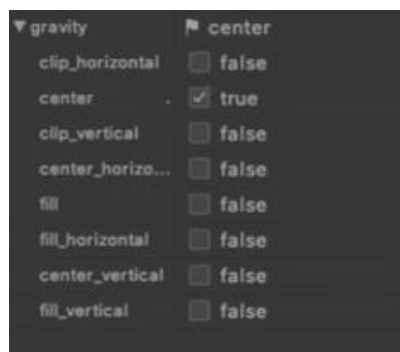 gravity center
clip_horizontal false
center true
clip_vertical false
center_horizo... false
fill false
fill_horizontal false
center_vertical false
fill_vertical false